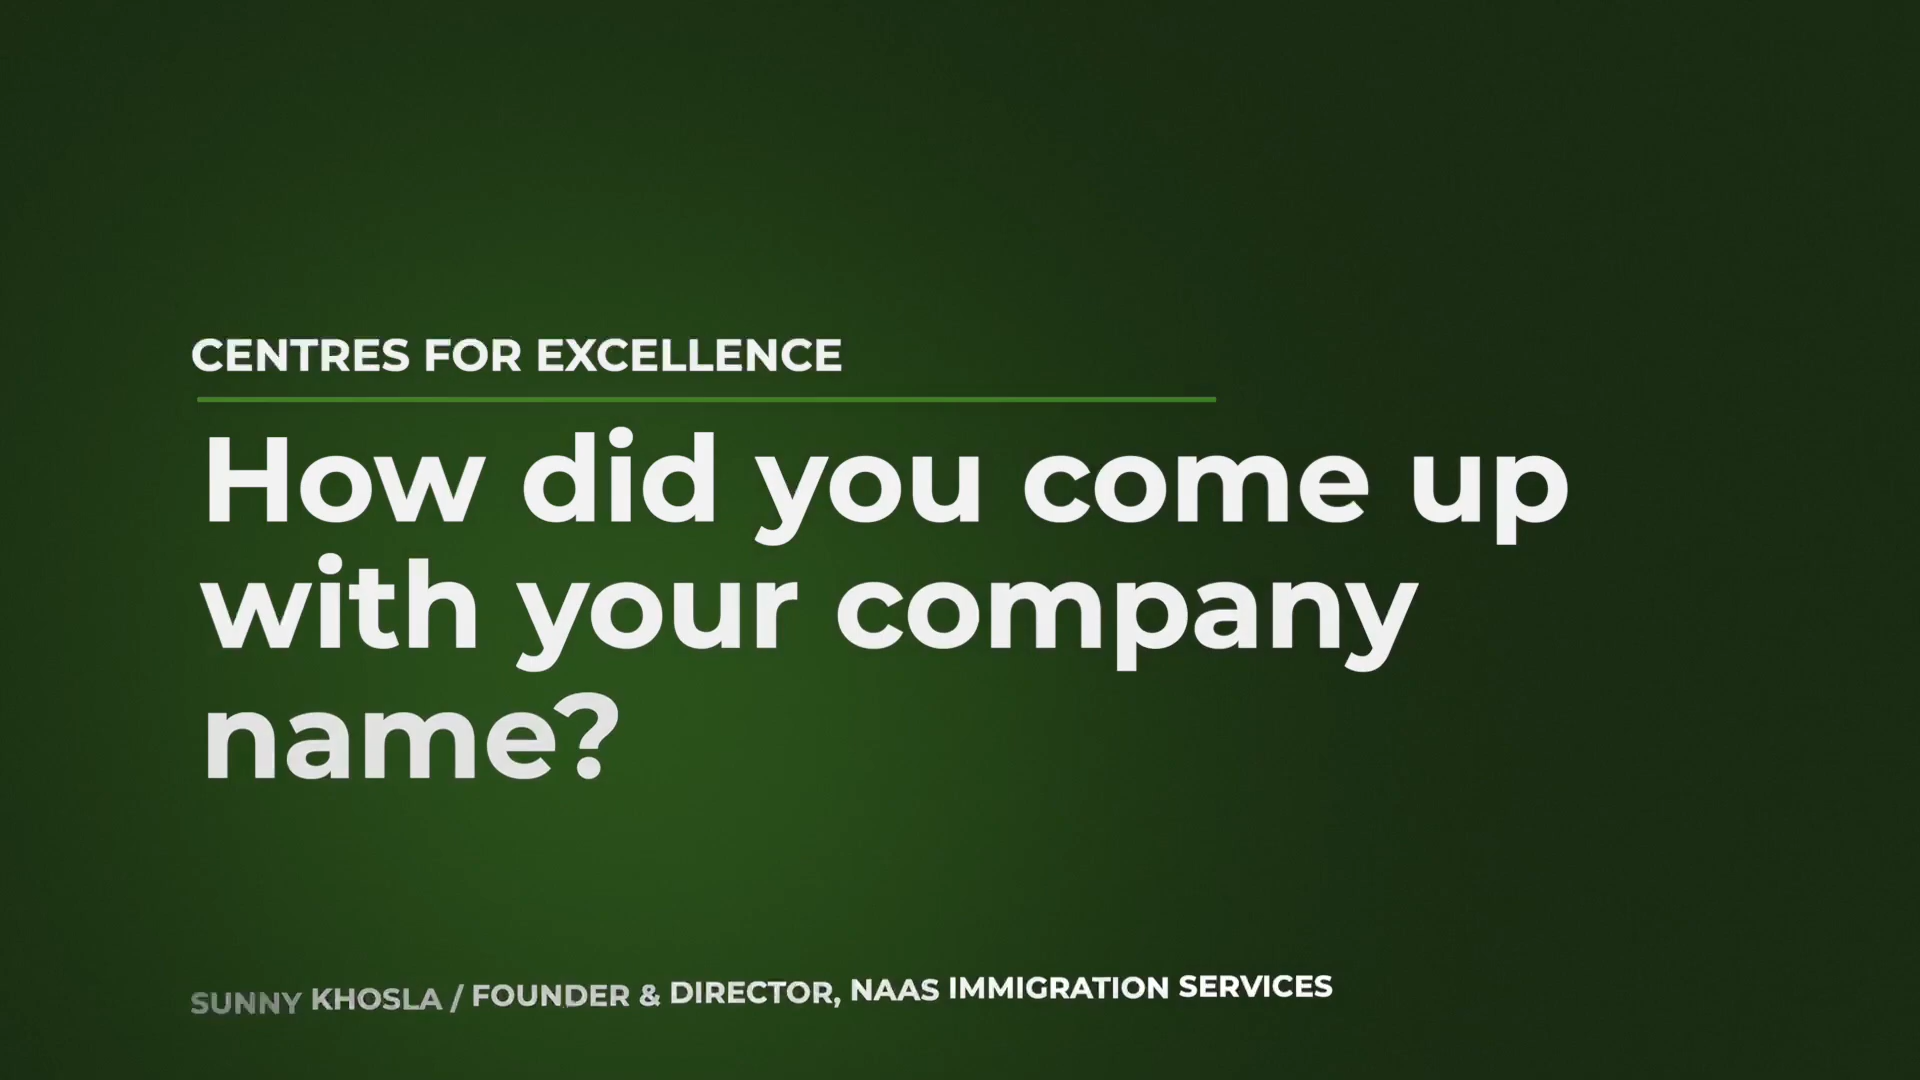 CENTRES FOR EXCELLENCE
How did you come up
with your company
name?
SUNNY KHOSLA / FOUNDER & DIRECTOR, NAAS IMMIGRATION SERVICES